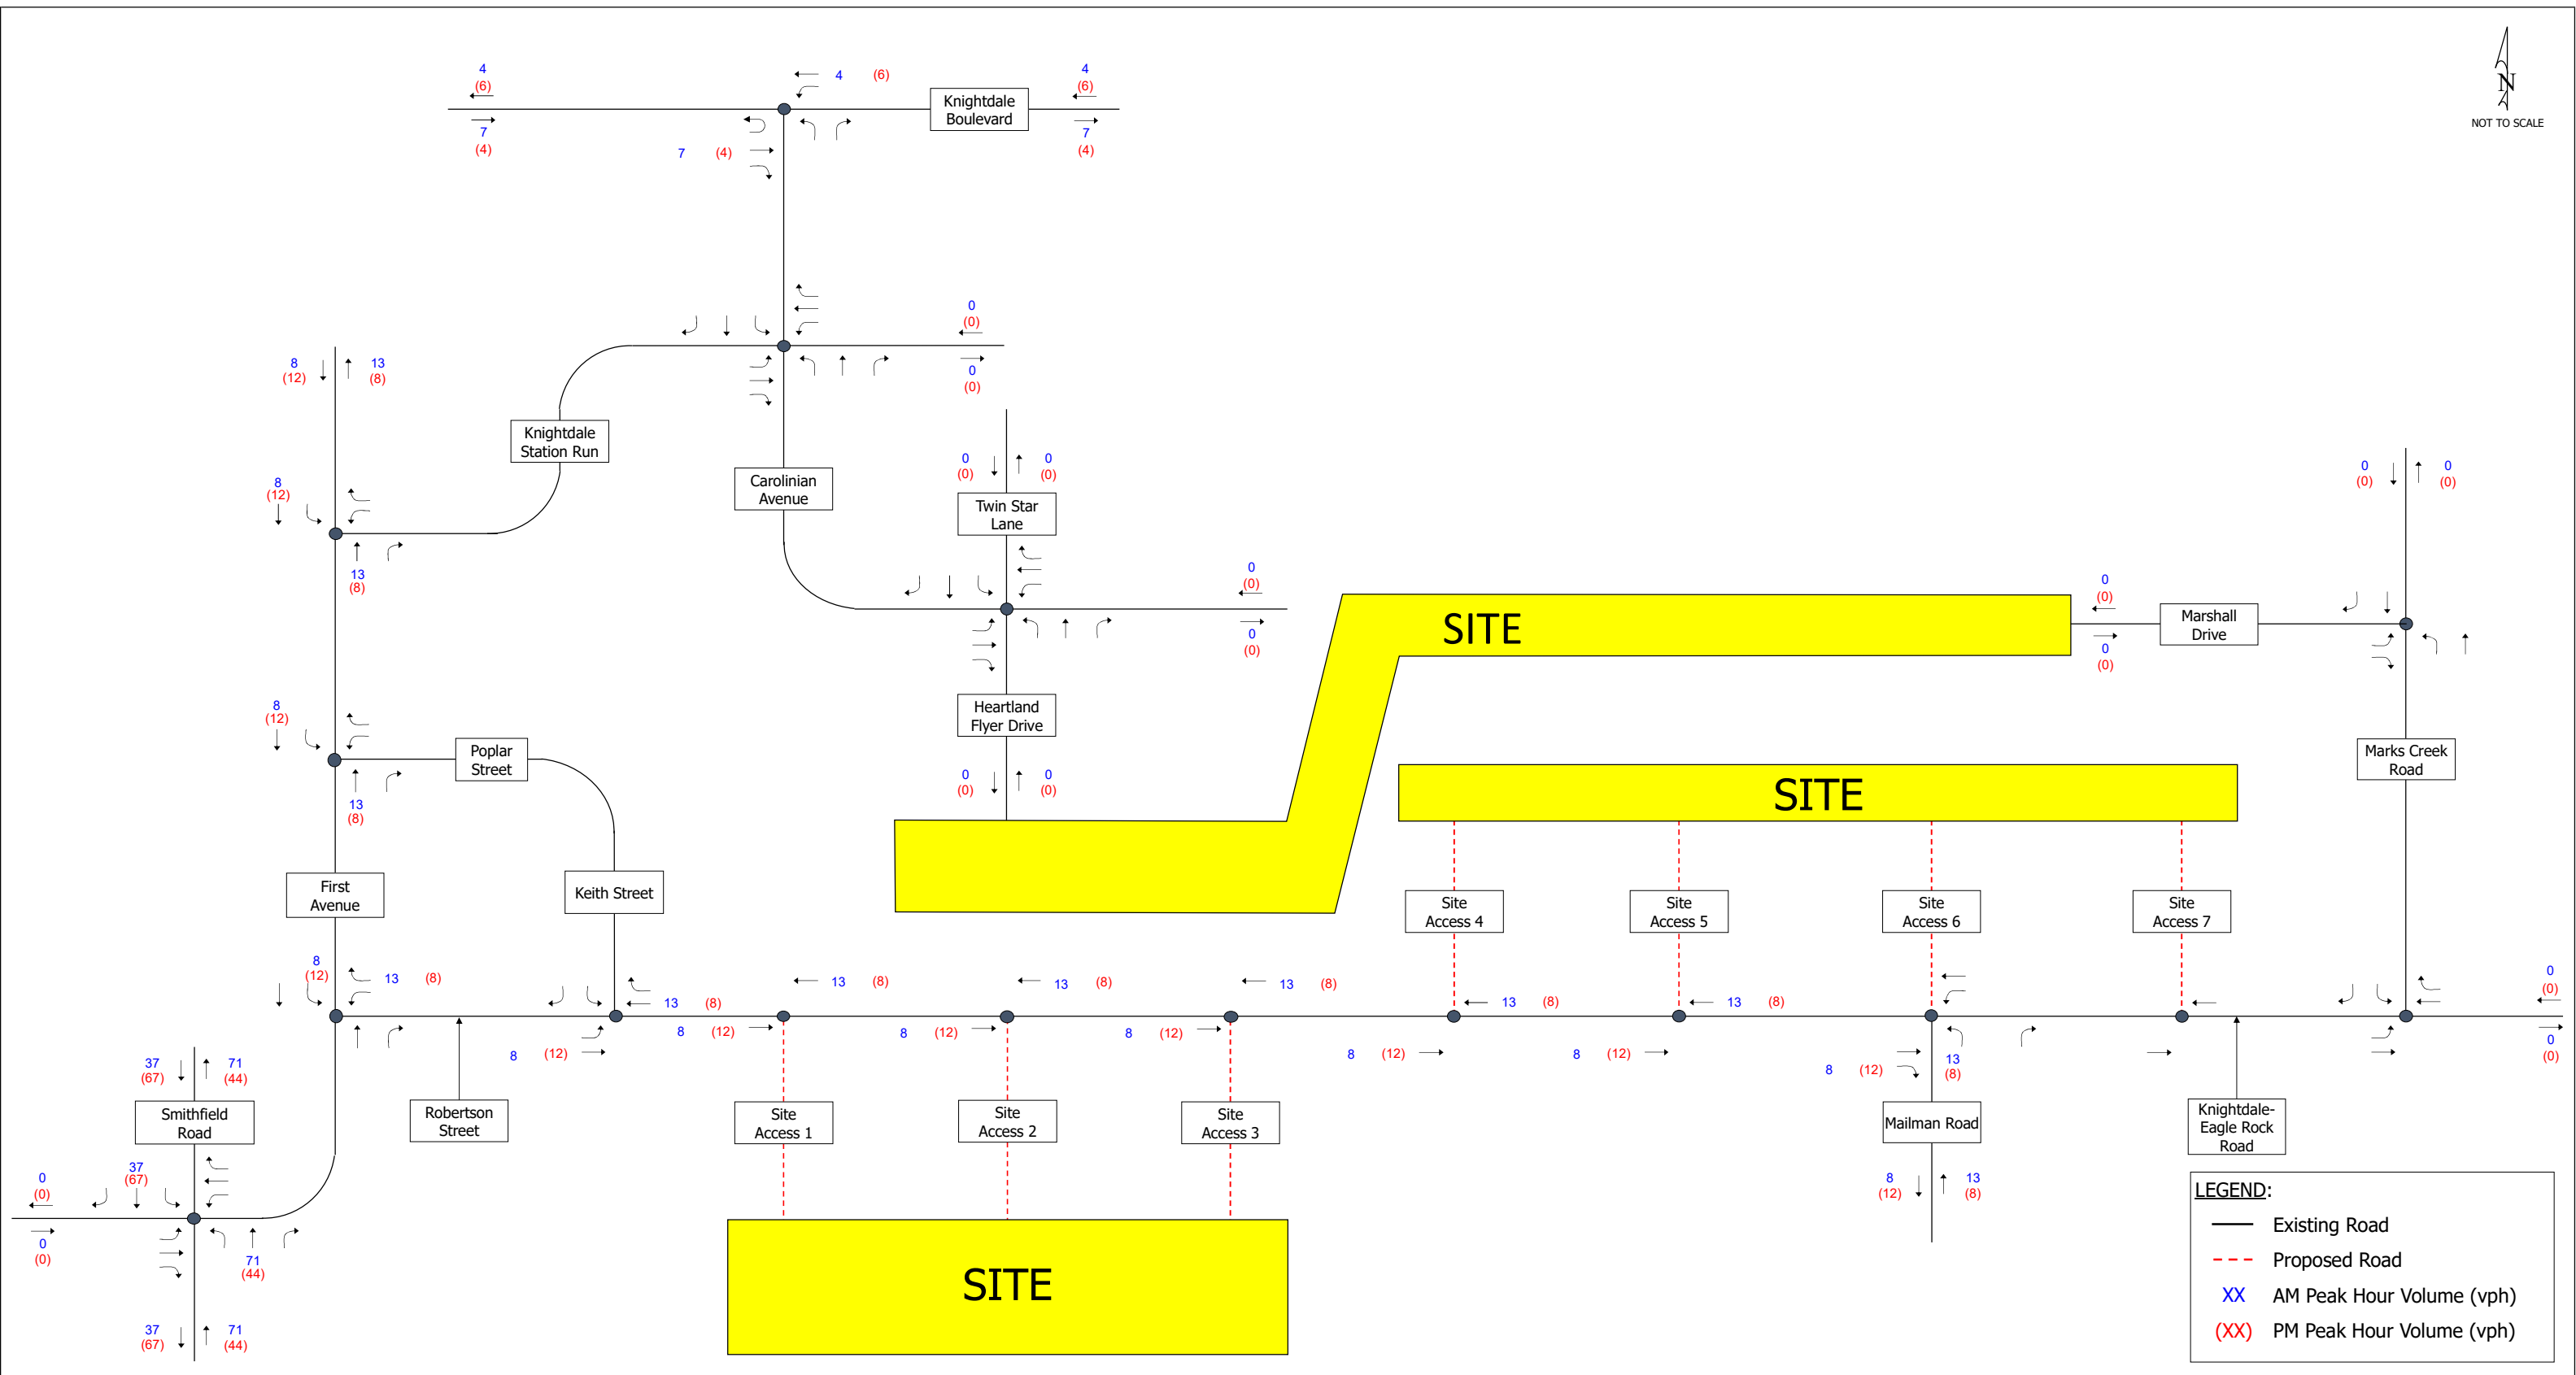 4
(6)
4 (6)
4
(6)
Knightdale
Boulevard
N
NOT TO SCALE
7
(4)
7 (4)
7
(4)
0
(0)
0
(0)
8
(12)
13
(8)
Knightdale
Station Run
Carolinian
Avenue
0
(0)
0
(0)
Twin Star
Lane
0
(0)
0
(0)
8
(12)
13
(8)
0
(0)
0
(0)
SITE
0
(0)
0
(0)
Marshall
Drive
8
(12)
13
(8)
Poplar
Street
Heartland
Flyer Drive
0
(0)
0
(0)
SITE
Marks Creek
Road
First
Avenue
Keith Street
Site
Access 4
Site
Access 5
Site
Access 6
Site
Access 7
8
(12)
13 (8)
13 (8)
13 (8)
13 (8)
13 (8)
13 (8)
13 (8)
0
(0)
0
(0)
8 (12)
8 (12)
8 (12)
8 (12)
8 (12)
8 (12)
8 (12)
13
(8)
37
(67)
71
(44)
Smithfield
Road
Robertson
Street
Site
Access 1
Site
Access 2
Site
Access 3
Mailman Road
Knightdale-
Eagle Rock
Road
0
(0)
37
(67)
0
(0)
71
(44)
8
(12)
13
(8)
37
(67)
71
(44)
SITE
LEGEND:
Existing Road
Proposed Road
XX AM Peak Hour Volume (vph)
(XX) PM Peak Hour Volume (vph)